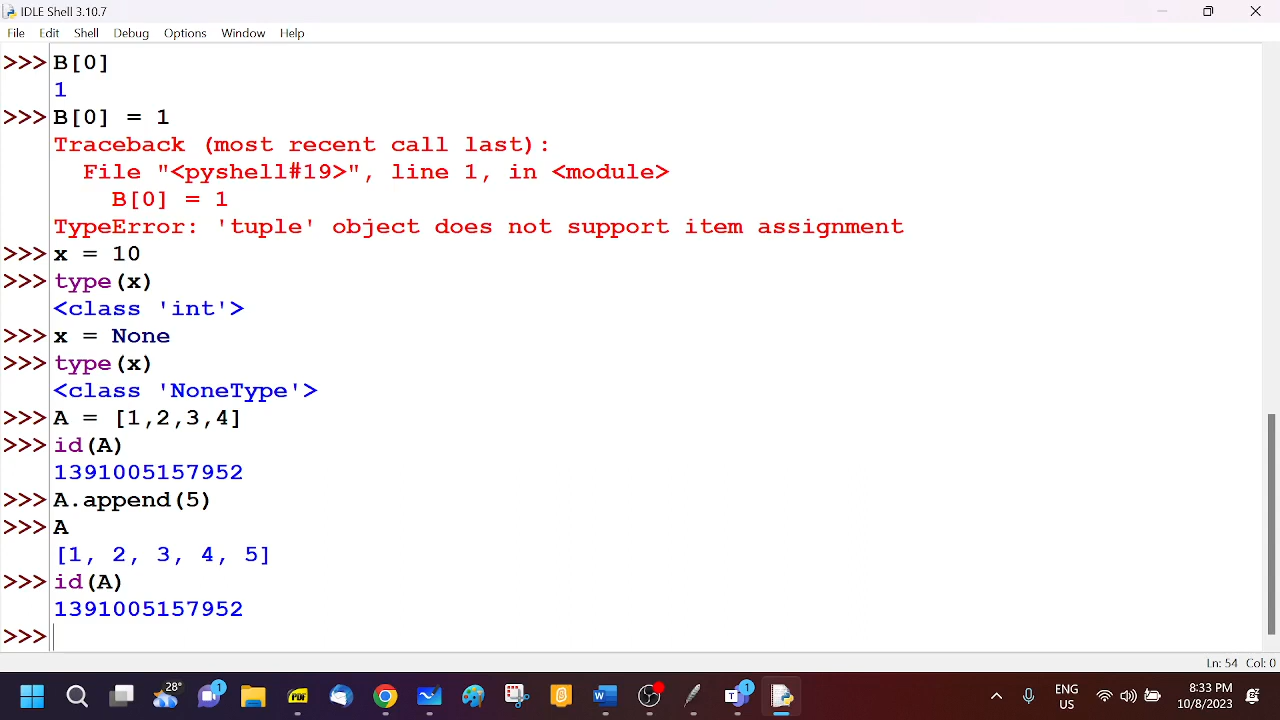 IDLE Shell 3.10.7
File Edit Shell Debug Options Window Help
>>> B[0]
1
>>> B[0] = 1
Traceback (most recent call last):
  File "<pyshell#19>", line 1, in <module>
    B[0] = 1
TypeError: 'tuple' object does not support item assignment
>>> x = 10
>>> type(x)
<class 'int'>
>>> x = None
>>> type(x)
<class 'NoneType'>
>>> A = [1,2,3,4]
>>> id(A)
1391005157952
>>> A.append(5)
>>> A
[1, 2, 3, 4, 5]
>>> id(A)
1391005157952
>>>
Ln: 54 Col: 0
28° 1 PDF W 1 ENG US 8:33 PM 10/8/2023